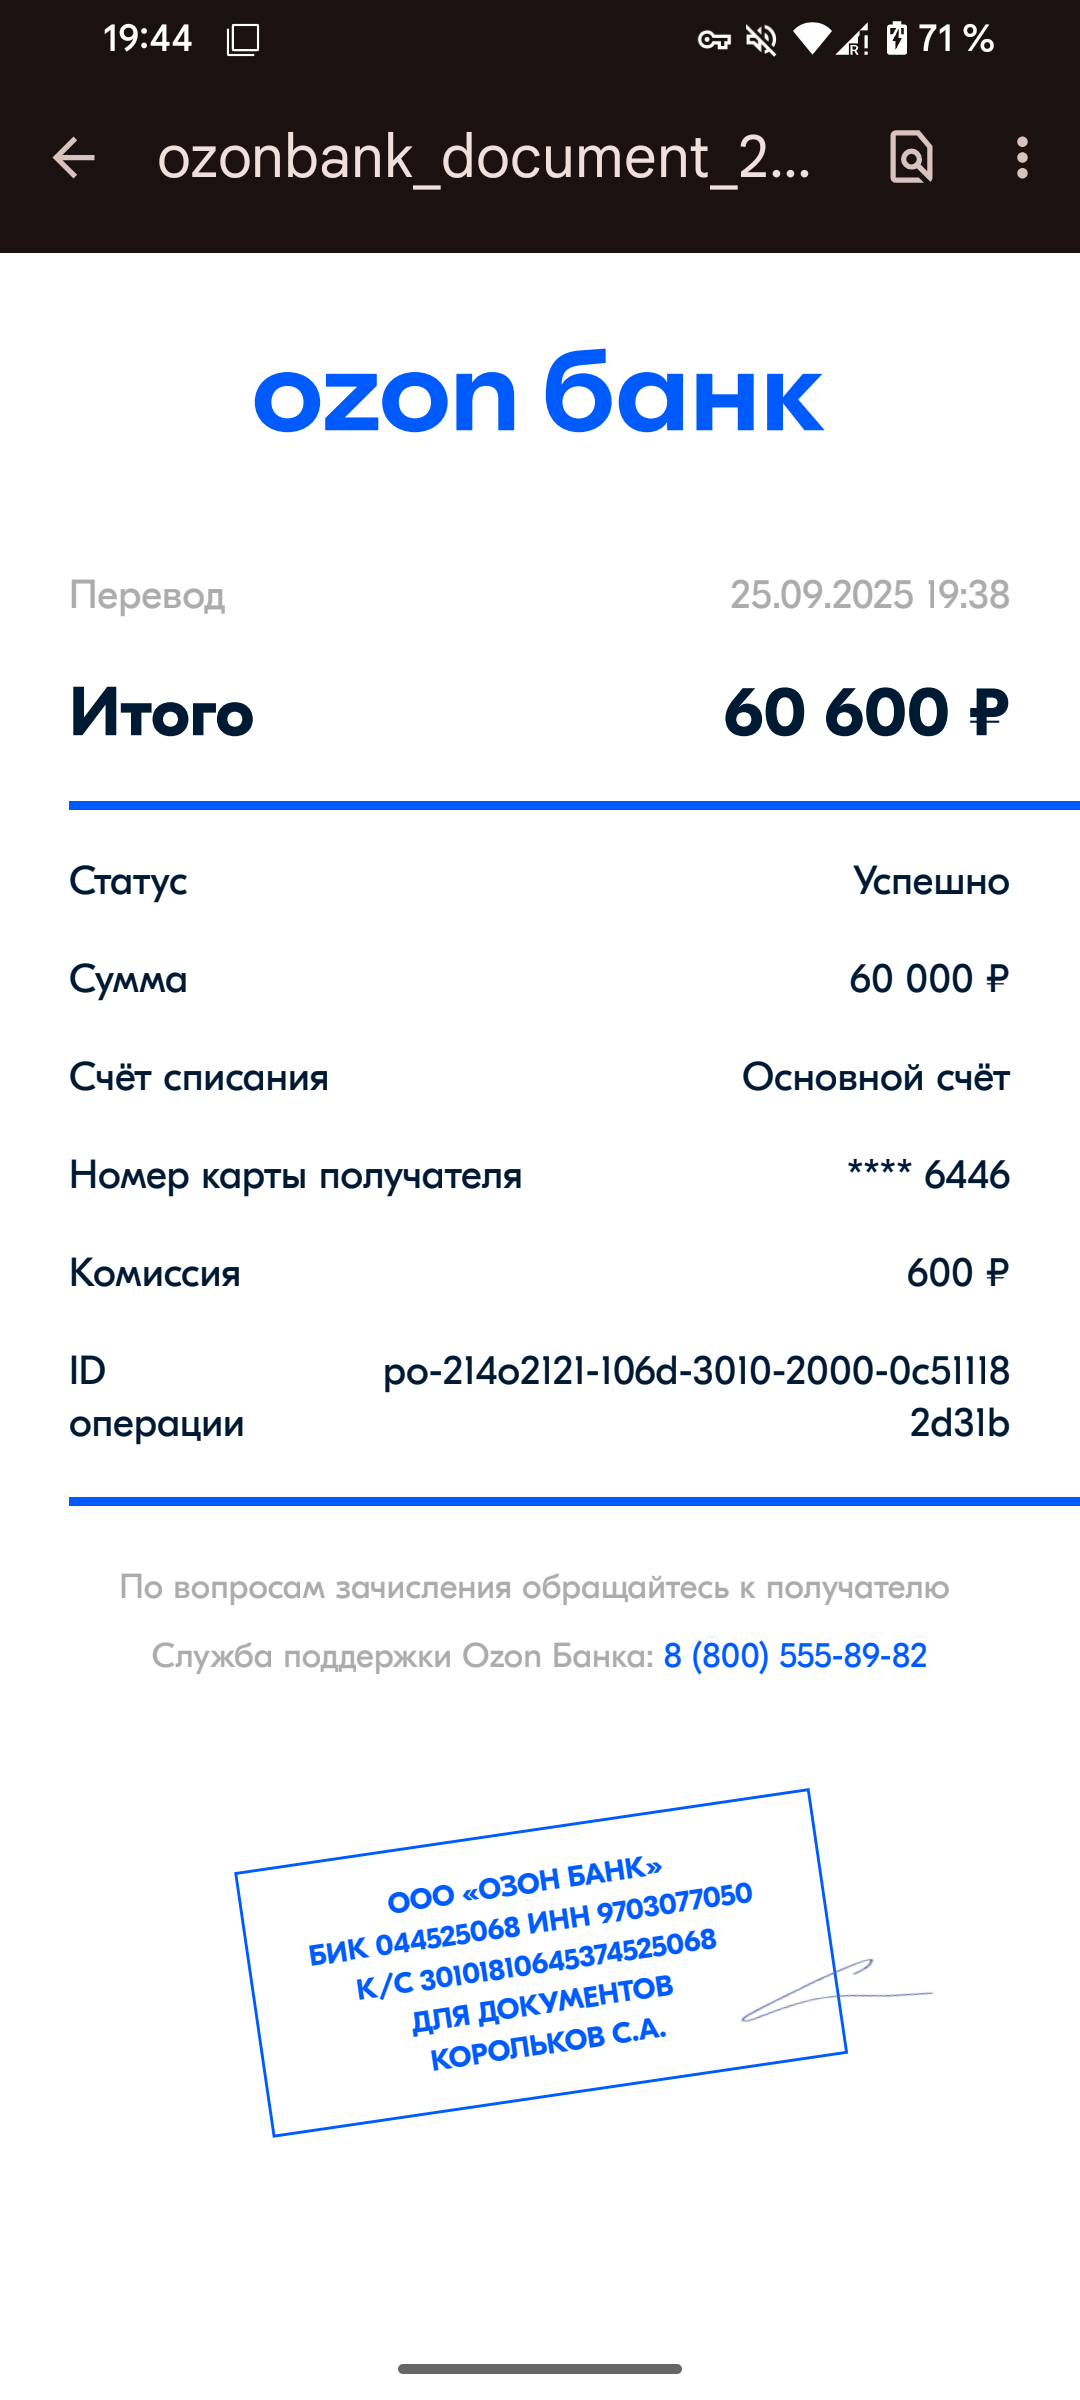 19:44
71 %
ozonbank_document_2...
ozon банк
Перевод 25.09.2025 19:38
Итого 60 600 ₽
Статус Успешно
Сумма 60 000 ₽
Счёт списания Основной счёт
Номер карты получателя **** 6446
Комиссия 600 ₽
ID po-214o2121-106d-3010-2000-0c51118
операции 2d31b
По вопросам зачисления обращайтесь к получателю
Служба поддержки Ozon Банка: 8 (800) 555-89-82
ООО «ОЗОН БАНК»
БИК 044525068 ИНН 9703077050
К/С 30101810645374525068
ДЛЯ ДОКУМЕНТОВ
КОРОЛЬКОВ С.А.